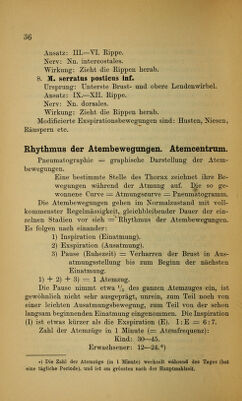 36
Ansatz: III.—VI. Rippe.
Nerv: Nn. intercostales.
Wirkung: Zieht die Rippen herab.
8. M. serratus posticus inf.
Ursprung: Unterste Brust- und obere Lendenwirbel.
Ansatz: IX.—XII. Rippe.
Nerv: Nn. dorsales.
Wirkung: Zieht die Rippen herab.
Modificierte Exspirationsbewegungen sind: Husten, Niesen,
Räuspern etc.
Rhythmus der Atembewegungen. Atemcentrum.
Pneumatographie = graphische Darstellung der Atem-
bewegungen.
Eine bestimmte Stelle des Thorax zeichnet ihre Be-
wegungen während der Atmung auf. Die so ge-
wonnene Curve = Atmungscurve = Pneumatogramm.
Die Atembewegungen geben im Normalzustand mit voll-
kommenster Regelmässigkeit, gleichbleibender Dauer der ein-
zelnen Stadien vor sich = Rhythmus der Atembewegungen.
Es folgen nach einander:
1) Inspiration (Einatmung).
2) Exspiration (Ausatmung).
3) Pause (Ruhezeit) = Verharren der Brust in Aus-
atmungsstellung bis zum Beginn der nächsten
Einatmung.
1) + 2) + 3) = 1 Atemzug.
Die Pause nimmt etwa des ganzen Atemzuges ein, ist
gewöhnlich nicht sehr ausgeprägt, unrein, zum Teil noch von
einer leichten Ausatmungsbewegung, zum Teil von der schon
langsam beginnenden Einatmung eingenommen. Die Inspiration
(I) ist etwas kürzer als die Exspiration (E). I : E = 6 : 7.
Zahl der Atemzüge in 1 Minute (= Atemfrequenz):
Kind: 30—45.
Erwachsener: 12—24.*)
*) Die Zahl der Atemzüge (in 1 Minute) wechselt während des Tages (hat
eine tägliche Periode), und ist am grössten nach der Hauptmahlzeit.